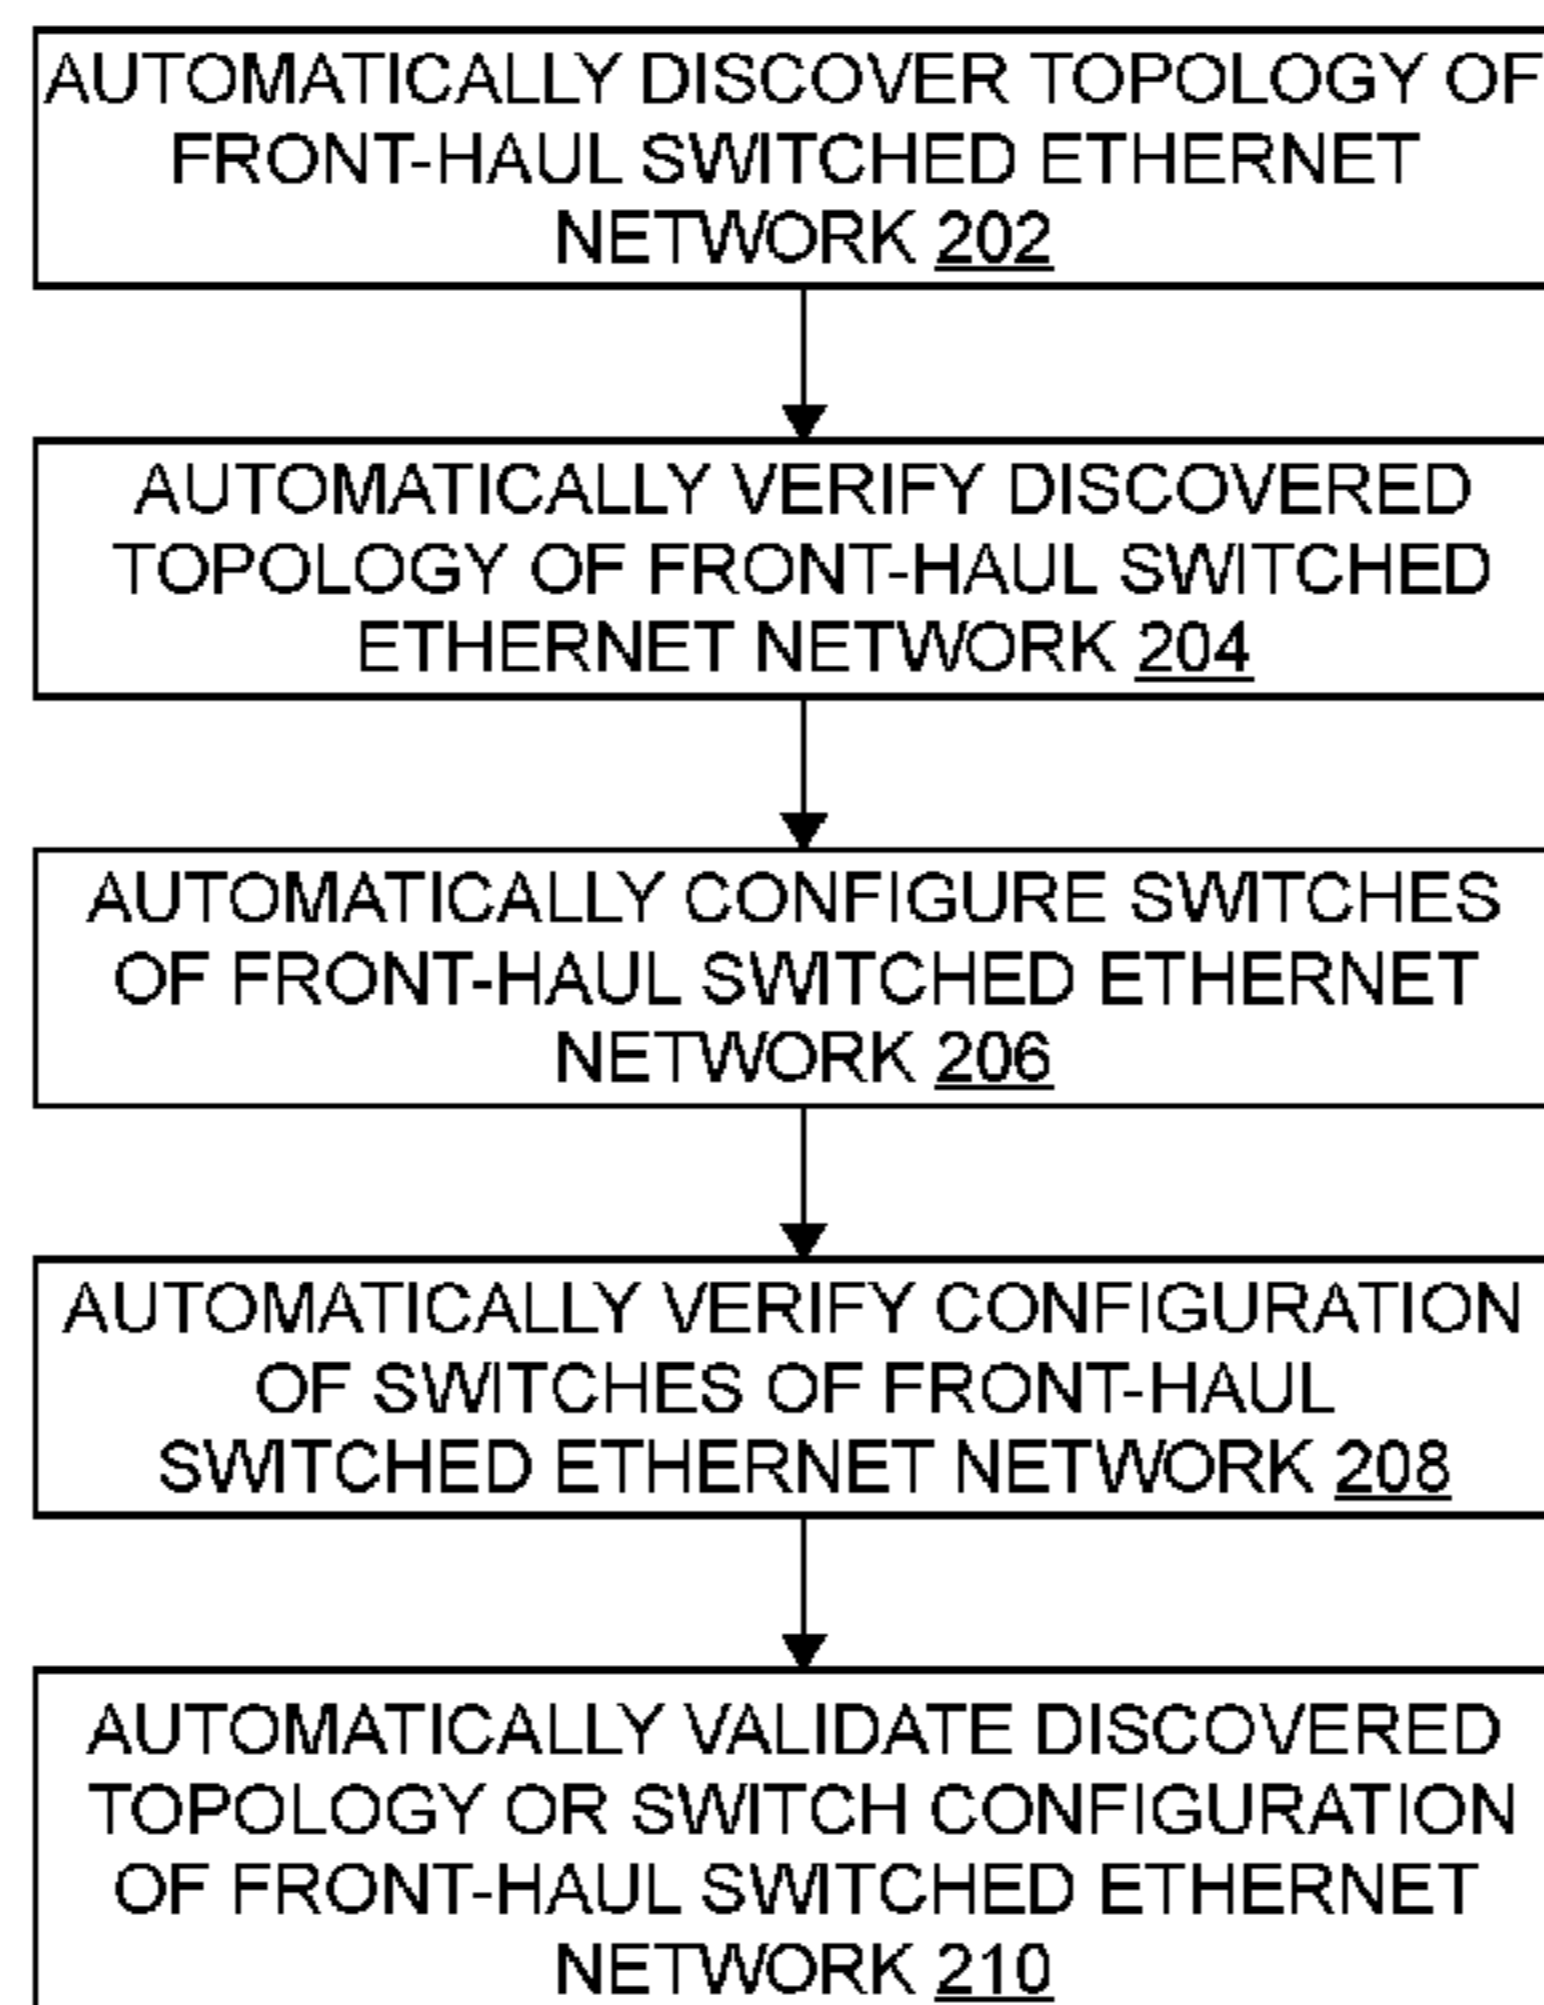 AUTOMATICALLY DISCOVER TOPOLOGY OF
FRONT-HAUL SWITCHED ETHERNET
NETWORK 202
AUTOMATICALLY VERIFY DISCOVERED
TOPOLOGY OF FRONT-HAUL SWITCHED
ETHERNET NETWORK 204
AUTOMATICALLY CONFIGURE SWITCHES
OF FRONT-HAUL SWITCHED ETHERNET
NETWORK 206
AUTOMATICALLY VERIFY CONFIGURATION
OF SWITCHES OF FRONT-HAUL
SWITCHED ETHERNET NETWORK 208
AUTOMATICALLY VALIDATE DISCOVERED
TOPOLOGY OR SWITCH CONFIGURATION
OF FRONT-HAUL SWITCHED ETHERNET
NETWORK 210